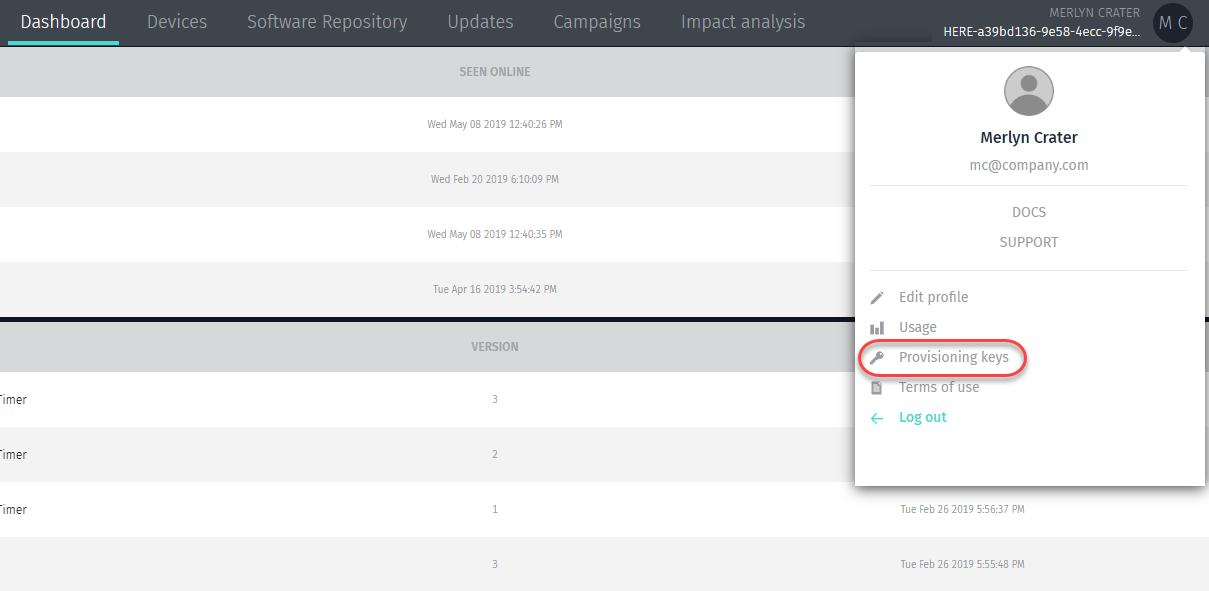 Dashboard Devices Software Repository Updates Campaigns Impact analysis
MERLYN CRATER
HERE-a39bd136-9e58-4ecc-9f9e...
M C
SEEN ONLINE
Wed May 08 2019 12:40:26 PM
Wed Feb 20 2019 6:10:09 PM
Wed May 08 2019 12:40:35 PM
Tue Apr 16 2019 3:54:42 PM
Merlyn Crater
mc@company.com
DOCS
SUPPORT
Edit profile
Usage
Provisioning keys
Terms of use
Log out
VERSION
Timer 3
Timer 2
Timer 1 Tue Feb 26 2019 5:56:37 PM
3 Tue Feb 26 2019 5:55:48 PM